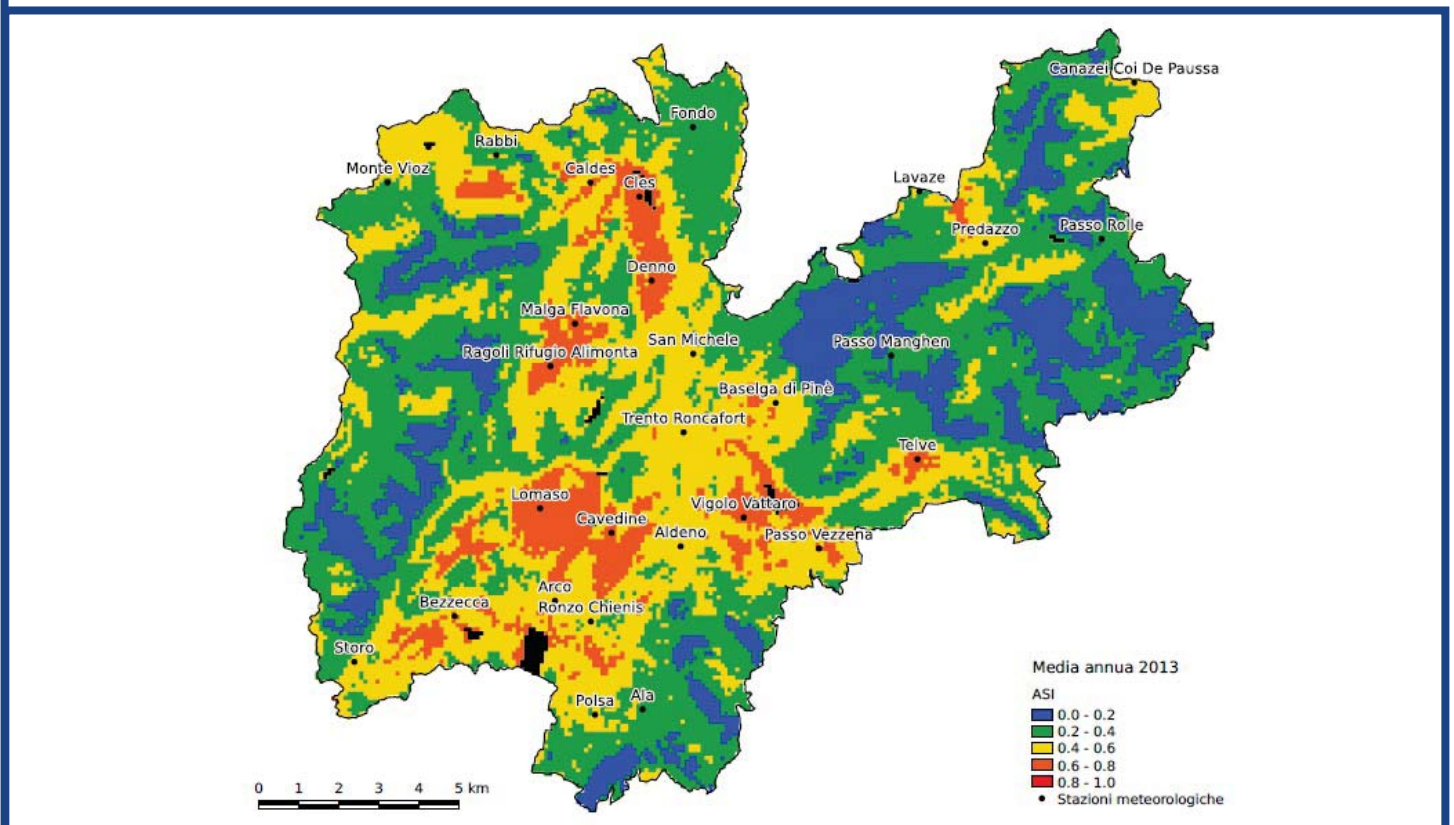 Canazei Coi De Paussa
Fondo
Rabbi
Monte Vioz
Caldes
Cles
Lavaze
Predazzo
Passo Rolle
Denno
Malga Flavona
San Michele
Passo Manghen
Ragoli Rifugio Alimonta
Baselga di Pinè
Trento Roncafort
Telve
Lomaso
Vigolo Vattaro
Cavedine
Aldeno
Passo Vezzena
Arco
Bezzecca
Ronzo Chienis
Storo
Polsa
Ala
Media annua 2013
ASI
0.0 - 0.2
0.2 - 0.4
0.4 - 0.6
0.6 - 0.8
0.8 - 1.0
Stazioni meteorologiche
0 1 2 3 4 5 km